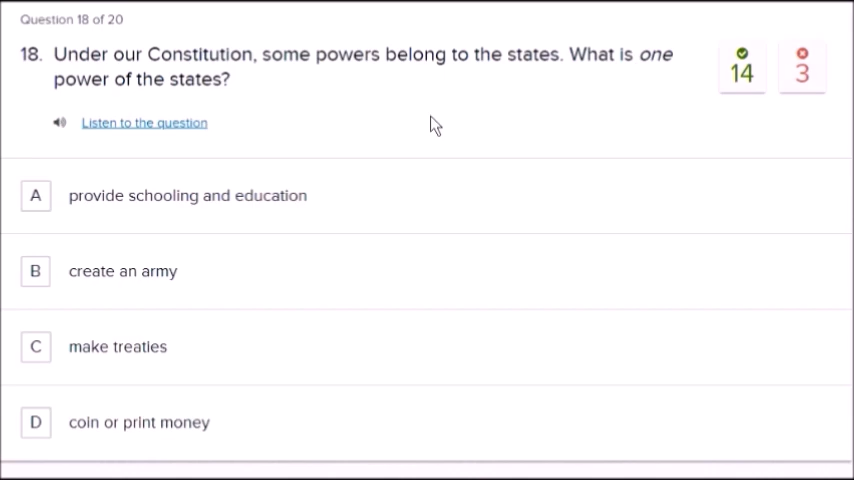 Question 18 of 20
18. Under our Constitution, some powers belong to the states. What is one
power of the states?
14
3
Listen to the question
A provide schooling and education
B create an army
C make treaties
D coin or print money